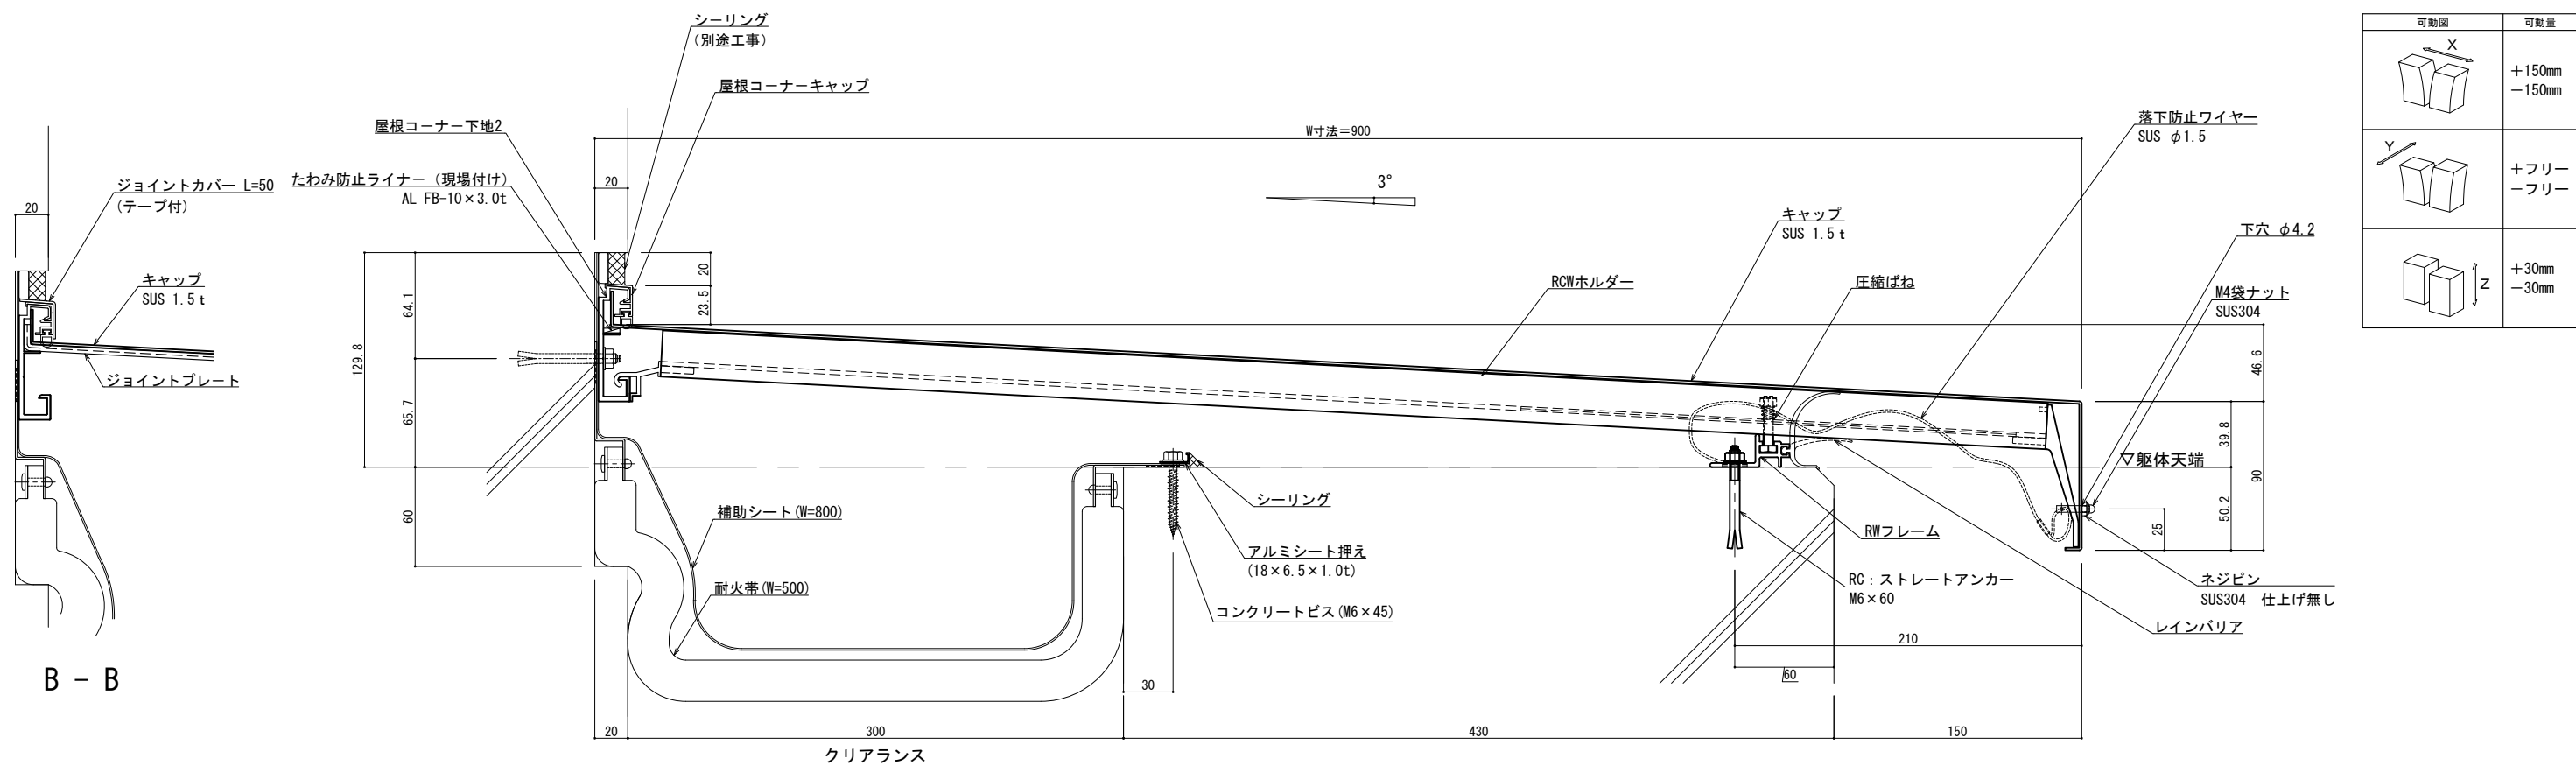 シーリング
(別途工事)
屋根コーナーキャップ
屋根コーナー下地2
たわみ防止ライナー (現場付け)
AL FB-10×3.0t
ジョイントカバー L=50
(テープ付)
20
キャップ
SUS 1.5t
ジョイントプレート
B - B
W寸法=900
20
3°
キャップ
SUS 1.5t
落下防止ワイヤー
SUS φ1.5
RCWホルダー
圧縮ばね
下穴 φ4.2
M4袋ナット
SUS304
20
23.5
64.1
129.8
65.7
60
46.6
39.8
90
50.2
25
▽躯体天端
補助シート(W=800)
耐火帯(W=500)
シーリング
アルミシート押え
(18×6.5×1.0t)
コンクリートビス(M6×45)
RWフレーム
RC:ストレートアンカー
M6×60
ネジピン
SUS304 仕上げ無し
レインバリア
210
60
30
20
300
430
150
クリアランス
可動図
可動量
X
+150mm
-150mm
Y
+フリー
-フリー
Z
+30mm
-30mm